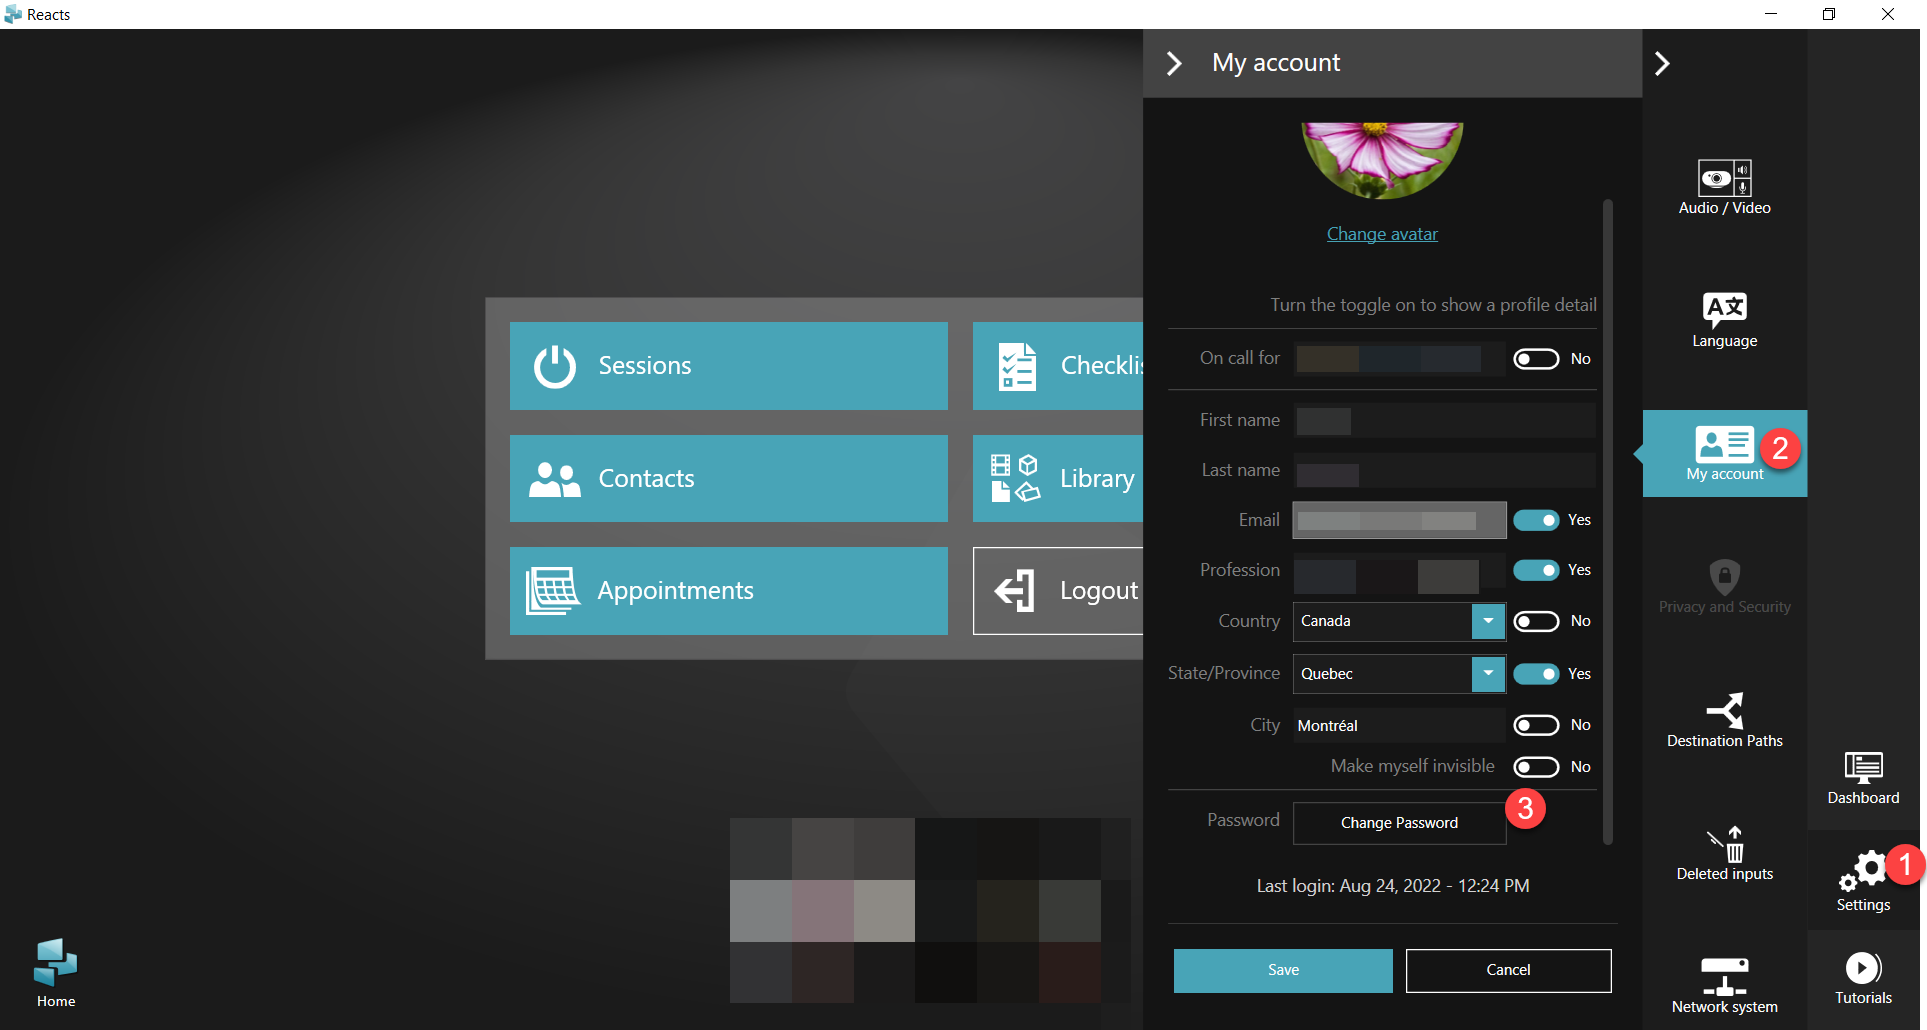 Reacts
My account
Change avatar
Turn the toggle on to show a profile detail
On call for
No
First name
Last name
Email
Yes
Profession
Yes
Country
Canada
No
State/Province
Quebec
Yes
City
Montréal
No
Make myself invisible
No
Password
Change Password
3
Last login: Aug 24, 2022 - 12:24 PM
Save
Cancel
Sessions
Checklis
Contacts
Library
Appointments
Logout
Home
Audio / Video
A文
Language
My account
2
Privacy and Security
Destination Paths
Deleted inputs
Network system
Dashboard
1
Settings
Tutorials